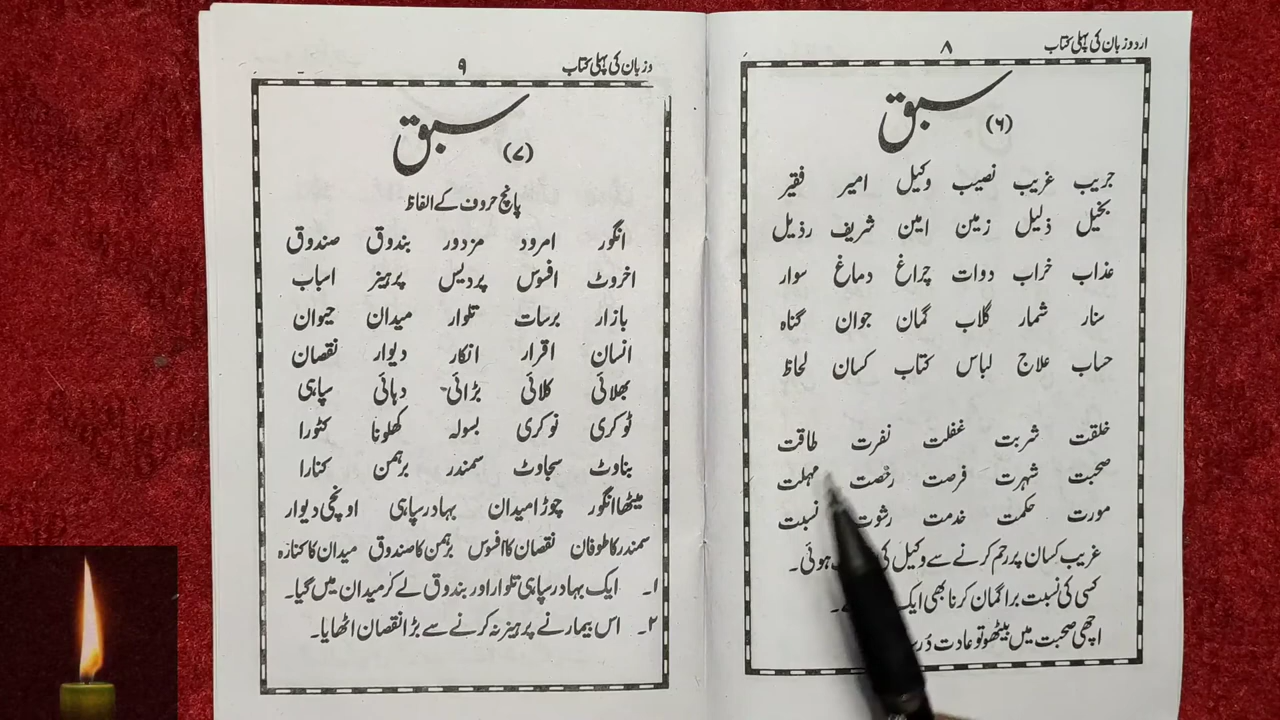 اردو زبان کی پہلی کتاب
۸
سبق
(۶)
جریب غریب نصیب وکیل امیر فقیر
بخیل ذلیل زمین امین شریف رذیل
عذاب خراب دوات چراغ دماغ سوار
سنار شمار گلاب گمان جوان گناہ
حساب علاج لباس کتاب کسان لحاظ
خلقت شربت غفلت نفرت طاقت
صحبت شہرت فرصت رخصت مہلت
مورت حکمت خدمت رشوت نسبت
غریب کسان پر رحم کرنے سے وکیل کی ہوئی۔
کسی کی نسبت برا گمان کرنا بھی ایک
اچھی صحبت میں بیٹھو تو عادت
وزبان کی پہلی کتاب
۹
سبق
(۷)
پانچ حروف کے الفاظ
انگور امرود مزدور بندوق صندوق
اخروٹ افسوس پردیس پرہیز اسباب
بازار برسات تلوار میدان حیوان
انسان اقرار انکار دیوار نقصان
بھلائی کلائی بڑائی دہائی سپاہی
ٹوکری نوکری بسولہ کھلونا کٹورا
بناوٹ سجاوٹ سمندر برہمن کنارا
میٹھا انگور چوڑا میدان بہادر سپاہی اونچی دیوار
سمندر کا طوفان نقصان کا افسوس برہمن کا صندوق میدان کا کنارہ
۱۔ ایک بہادر سپاہی تلوار اور بندوق لے کر میدان میں گیا۔
۲۔ اس بیمار نے پرہیز نہ کرنے سے بڑا نقصان اٹھایا۔